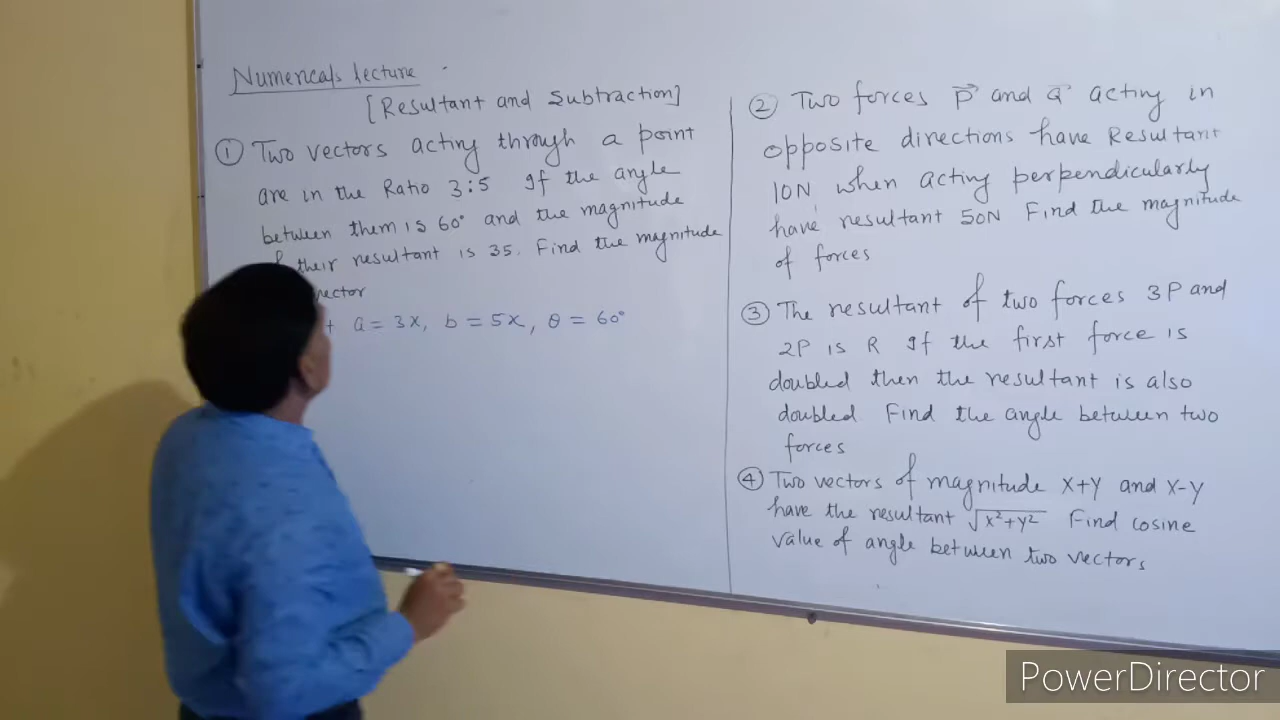 Numericals lecture
[Resultant and Subtraction]
① Two vectors acting through a point
are in the Ratio 3:5 If the angle
between them is 60° and the magnitude
their resultant is 35. Find the magnitude
vector
a = 3x, b = 5x, θ = 60°
② Two forces P⃗ and Q⃗ acting in
opposite directions have Resultant
10N when acting perpendicularly
have resultant 50N Find the magnitude
of forces
③ The resultant of two forces 3P and
2P is R If the first force is
doubled then the resultant is also
doubled Find the angle between two
forces
④ Two vectors of magnitude x+y and x-y
have the resultant √x²+y² Find cosine
value of angle between two vectors
PowerDirector